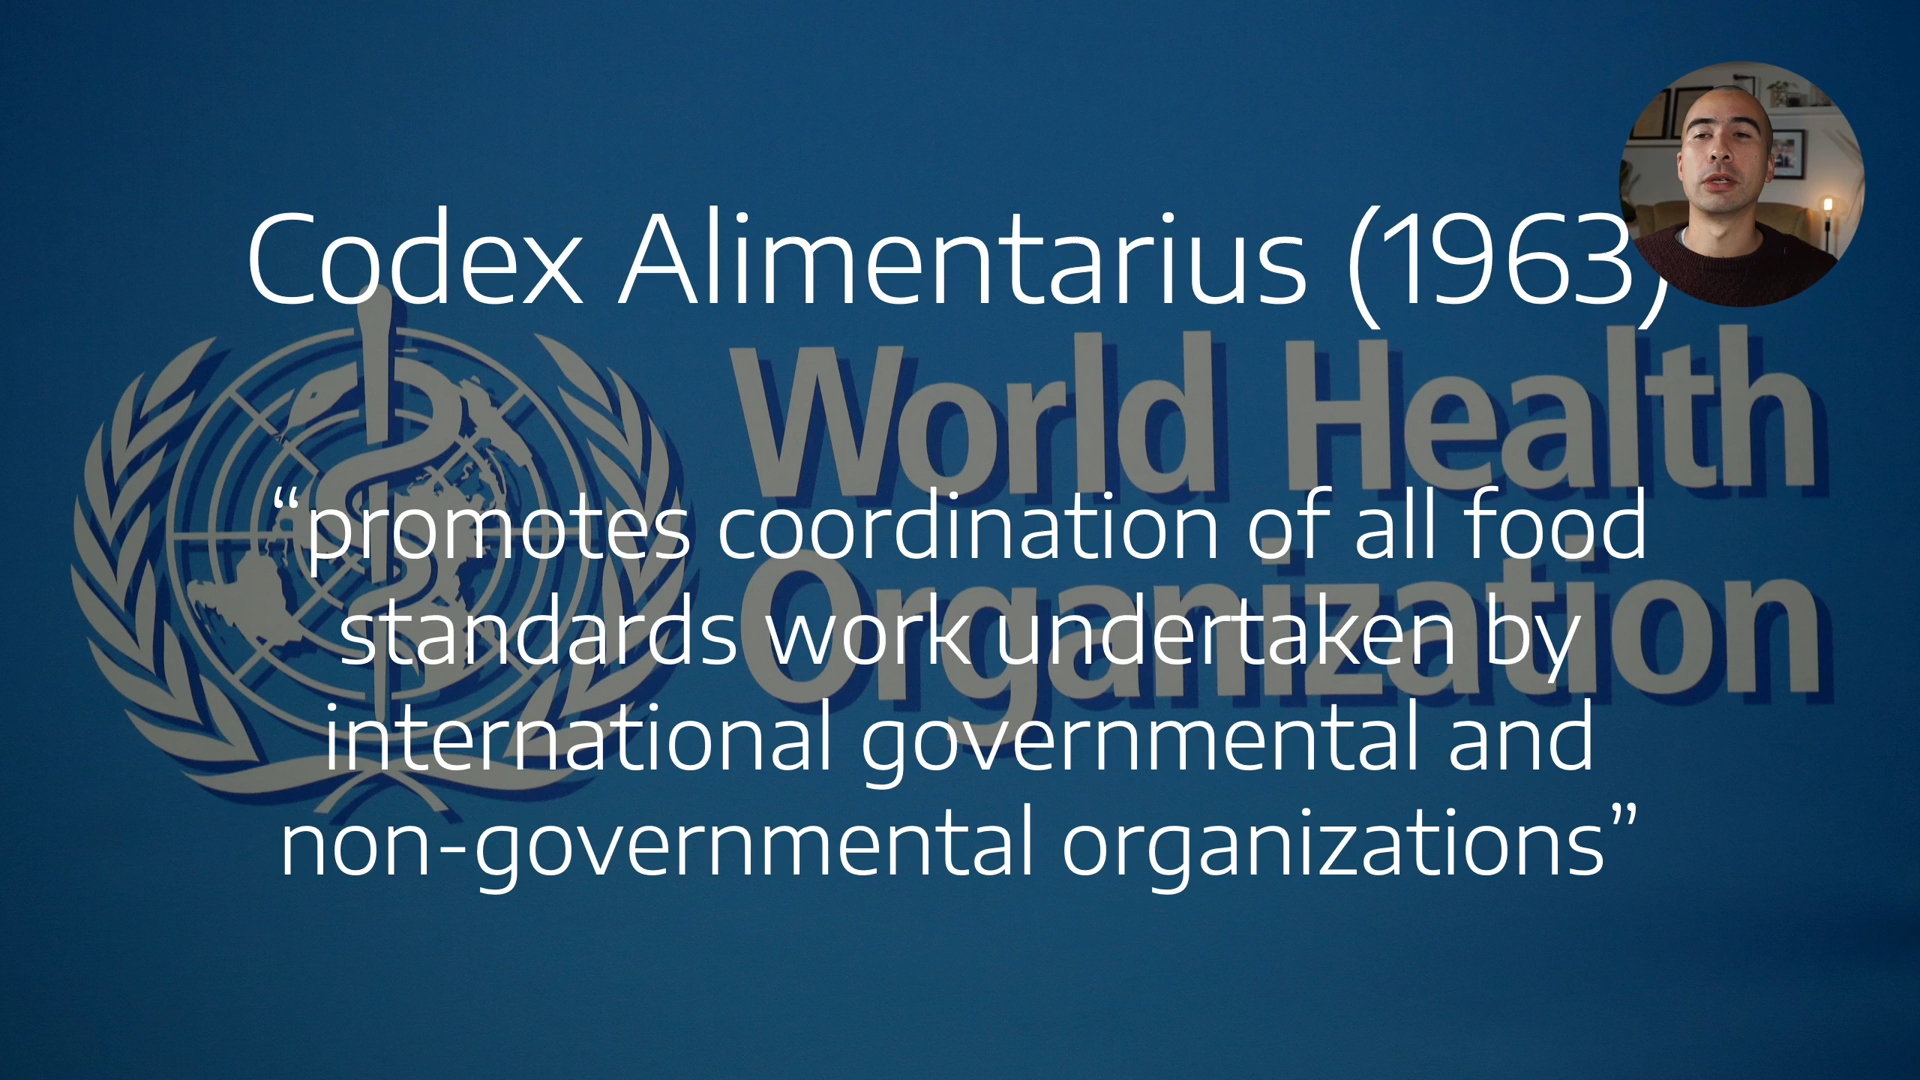 Codex Alimentarius (1963)
World Health
Organization
“promotes coordination of all food
standards work undertaken by
international governmental and
non-governmental organizations”